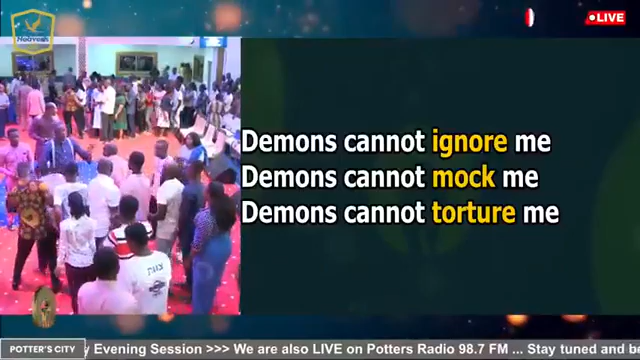 LIVE
Demons cannot ignore me
Demons cannot mock me
Demons cannot torture me
POTTER'S CITY
y Evening Session >>> We are also LIVE on Potters Radio 98.7 FM ... Stay tuned and be